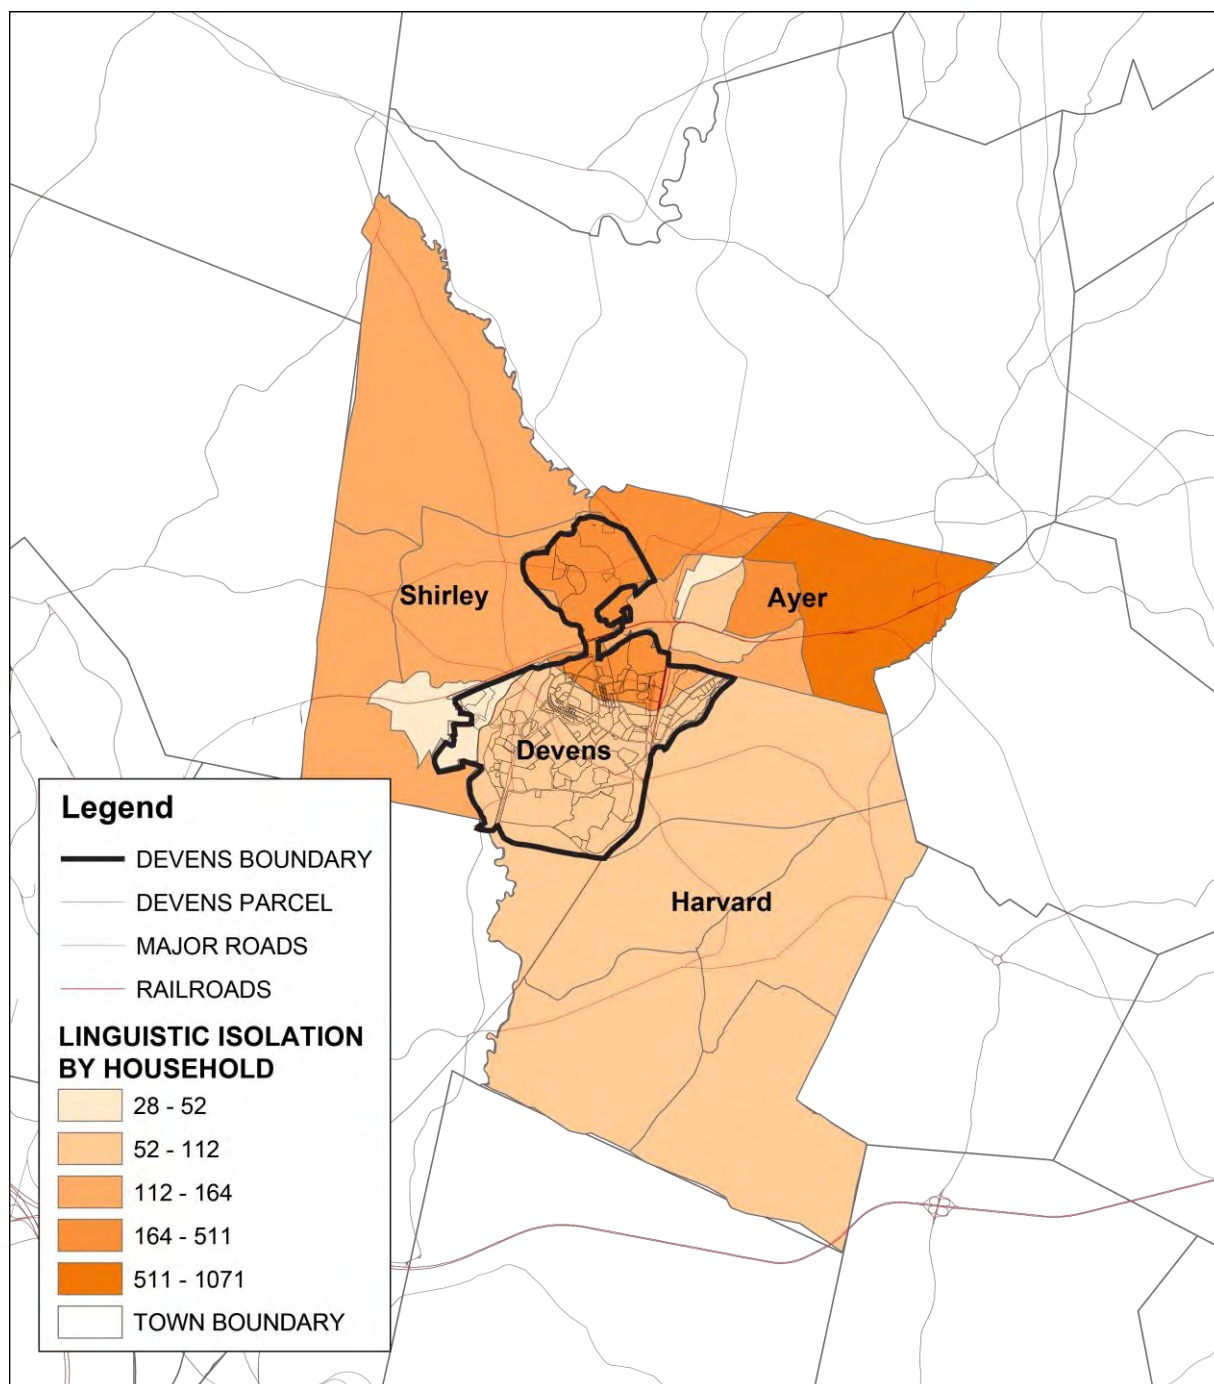 Shirley
Ayer
Devens
Harvard
Legend
DEVENS BOUNDARY
DEVENS PARCEL
MAJOR ROADS
RAILROADS
LINGUISTIC ISOLATION
BY HOUSEHOLD
28 - 52
52 - 112
112 - 164
164 - 511
511 - 1071
TOWN BOUNDARY